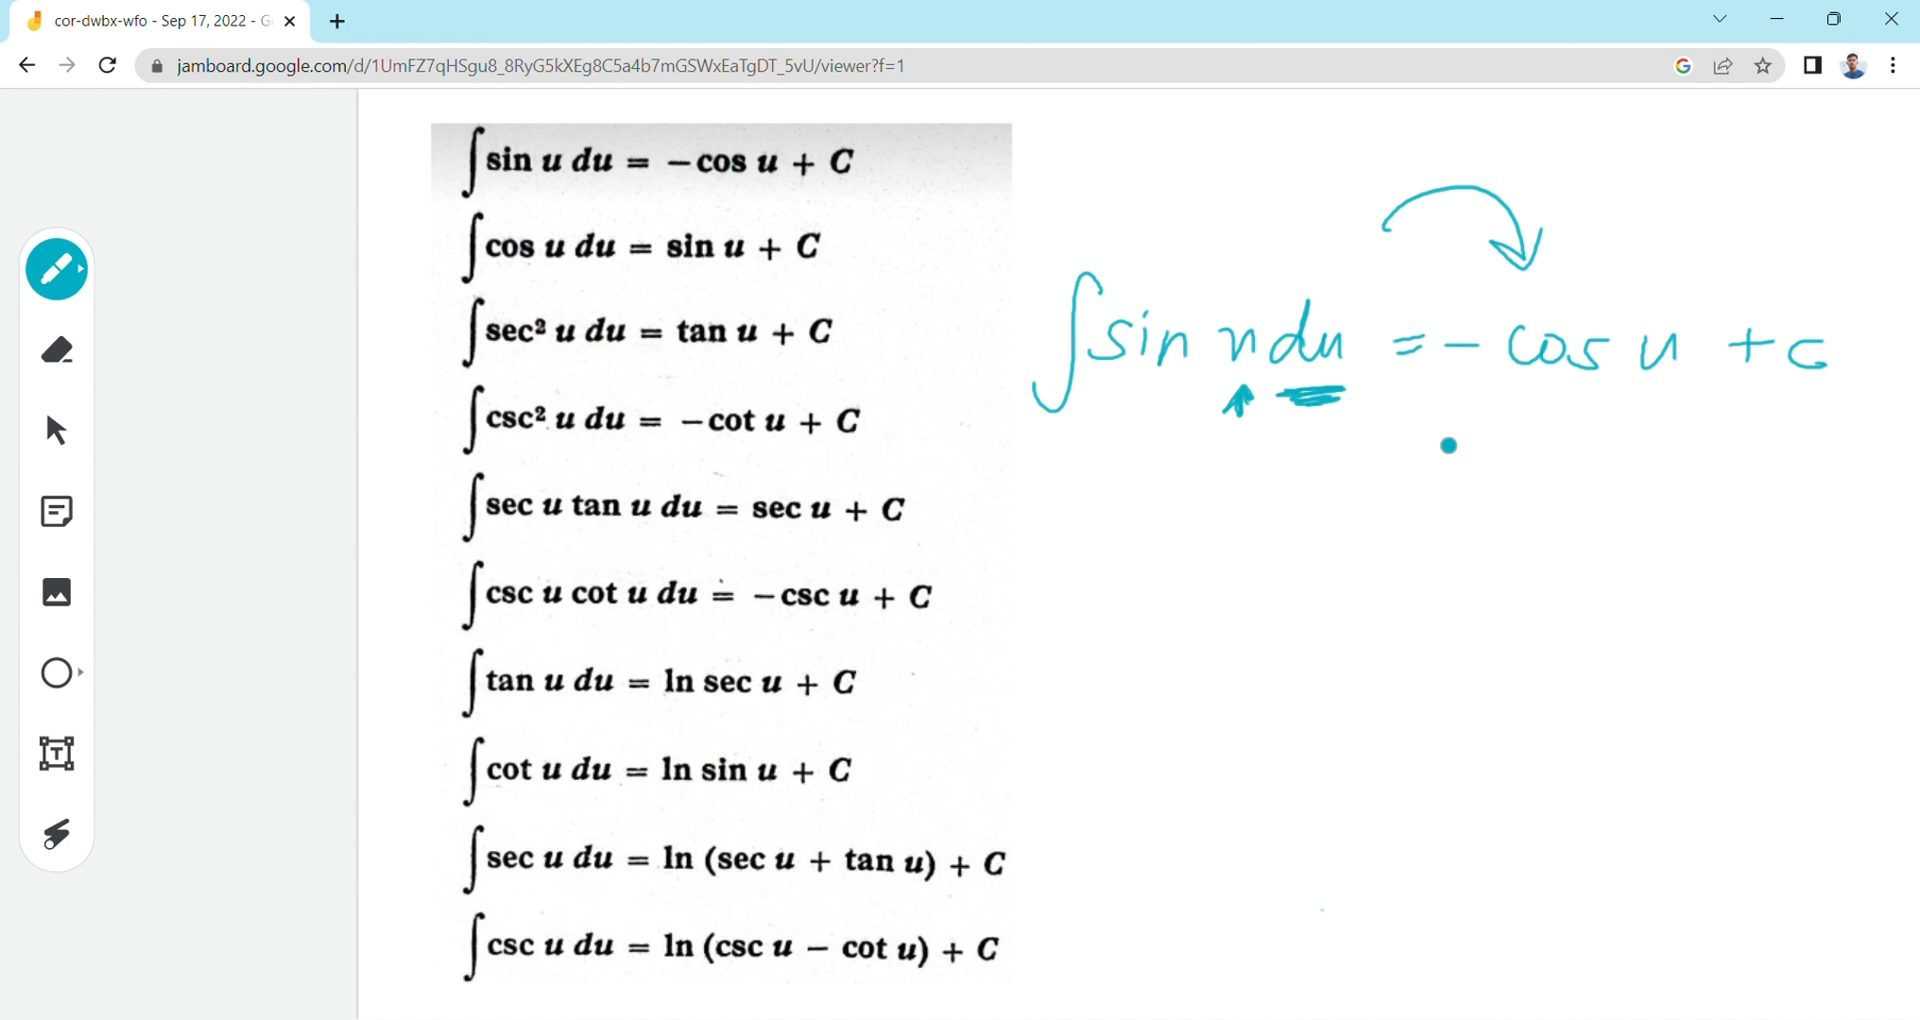 cor-dwbx-wfo - Sep 17, 2022 - G
jamboard.google.com/d/1UmFZ7qHSgu8_8RyG5kXEg8C5a4b7mGSWxEaTgDT_5vU/viewer?f=1
∫ sin u du = −cos u + C
∫ cos u du = sin u + C
∫ sec² u du = tan u + C
∫ csc² u du = −cot u + C
∫ sec u tan u du = sec u + C
∫ csc u cot u du = −csc u + C
∫ tan u du = ln sec u + C
∫ cot u du = ln sin u + C
∫ sec u du = ln (sec u + tan u) + C
∫ csc u du = ln (csc u − cot u) + C
∫ sin u du = − cos u + C